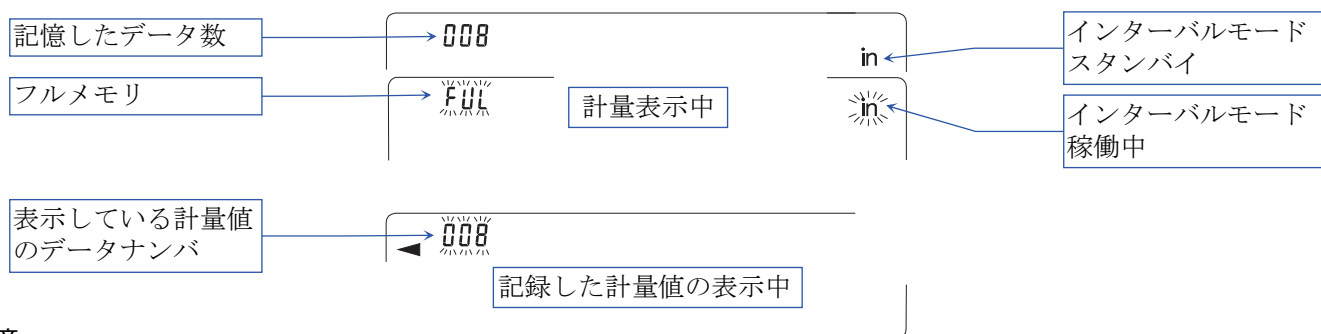 記憶したデータ数
008
in
インターバルモード
スタンバイ
フルメモリ
FUL
計量表示中
in
インターバルモード
稼働中
表示している計量値
のデータナンバ
008
記録した計量値の表示中